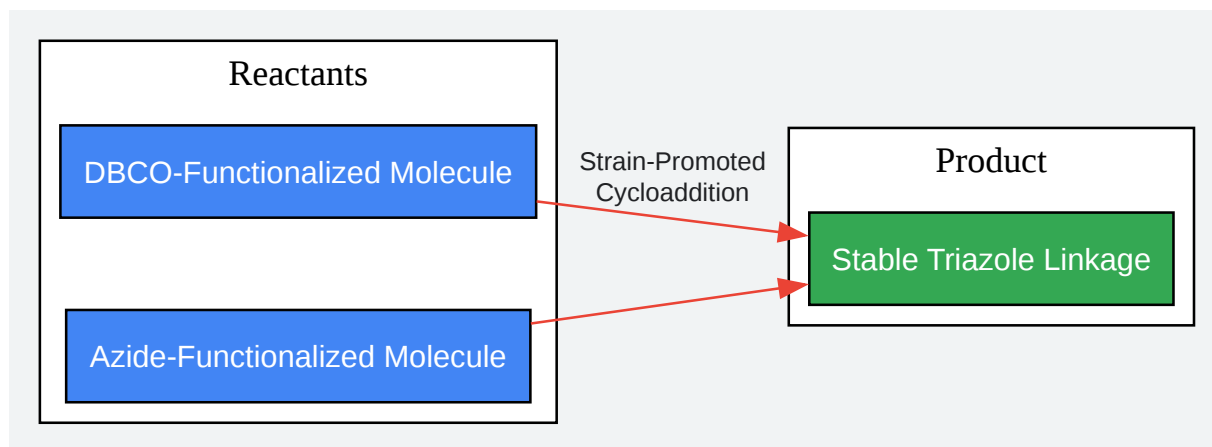 Reactants
DBCO-Functionalized Molecule
Azide-Functionalized Molecule
Strain-Promoted
Cycloaddition
Product
Stable Triazole Linkage